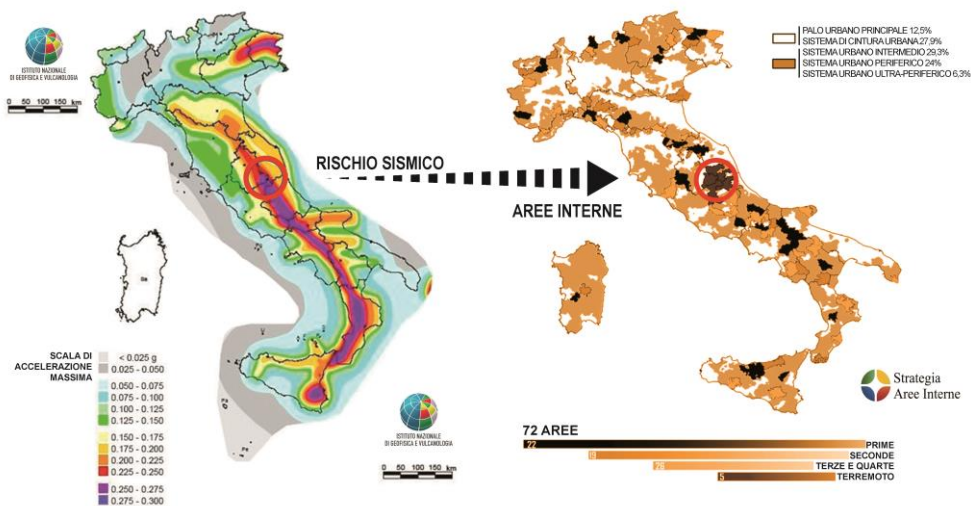 ISTITUTO NAZIONALE
DI GEOFISICA E VULCANOLOGIA
0 50 100 150 km
RISCHIO SISMICO
AREE INTERNE
PALO URBANO PRINCIPALE 12,5%
SISTEMA DI CINTURA URBANA 27,9%
SISTEMA URBANO INTERMEDIO 29,3%
SISTEMA URBANO PERIFERICO 24%
SISTEMA URBANO ULTRA-PERIFERICO 6.3%
SCALA DI
ACCELERAZIONE
MASSIMA
< 0.025 g
0.025 - 0.050
0.050 - 0.075
0.075 - 0.100
0.100 - 0.125
0.125 - 0.150
0.150 - 0.175
0.175 - 0.200
0.200 - 0.225
0.225 - 0.250
0.250 - 0.275
0.275 - 0.300
ISTITUTO NAZIONALE
DI GEOFISICA E VULCANOLOGIA
0 50 100 150 km
Strategia
Aree Interne
72 AREE
22 PRIME
19 SECONDE
26 TERZE E QUARTE
5 TERREMOTO